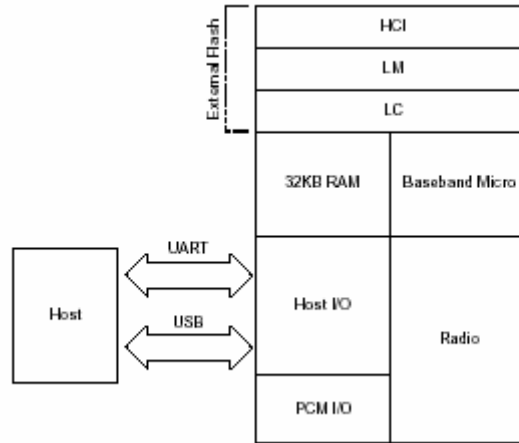 External Flash
HCI
LM
LC
32KB RAM
Baseband Micro
UART
Host
Host I/O
USB
Radio
PCM I/O